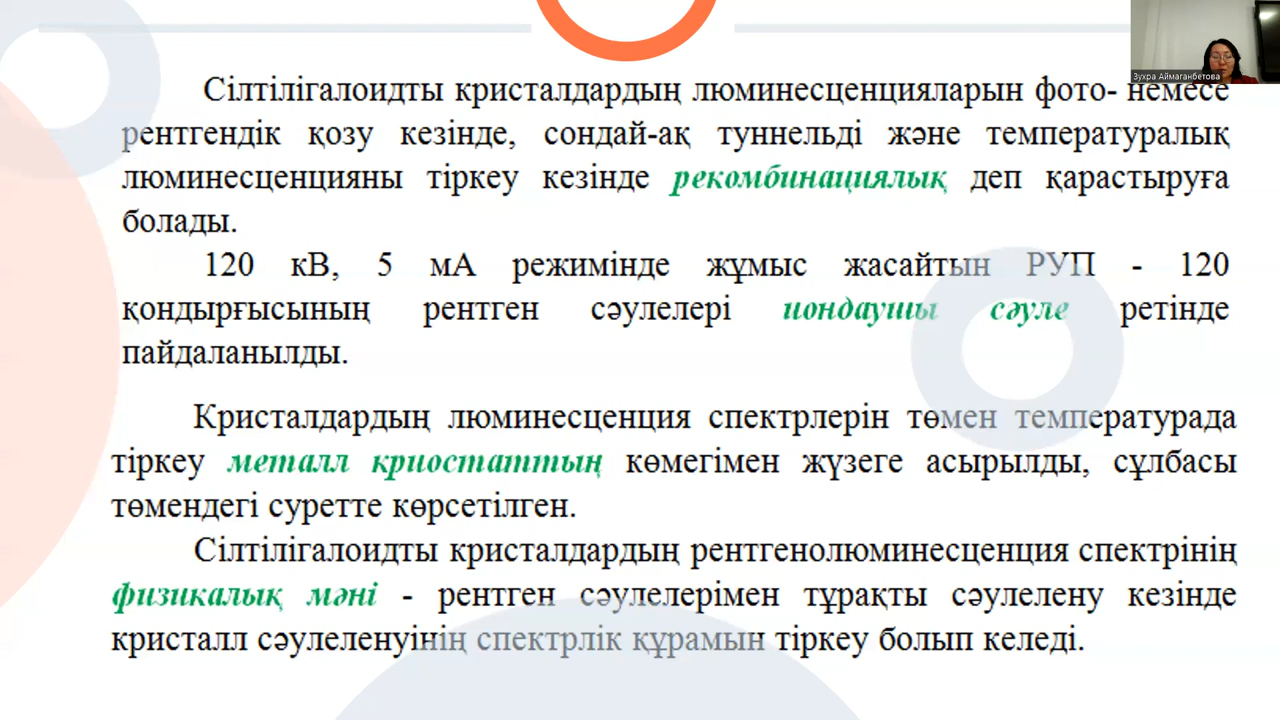 Зухра Аймаганбетова
Сілтілігалоидты кристалдардың люминесценцияларын фото- немесе
рентгендік қозу кезінде, сондай-ақ туннельді және температуралық
люминесценцияны тіркеу кезінде рекомбинациялық деп қарастыруға
болады.
120 кВ, 5 мА режимінде жұмыс жасайтын РУП - 120
қондырғысының рентген сәулелері иондаушы сәуле ретінде
пайдаланылды.
Кристалдардың люминесценция спектрлерін төмен температурада
тіркеу металл криостаттың көмегімен жүзеге асырылды, сұлбасы
төмендегі суретте көрсетілген.
Сілтілігалоидты кристалдардың рентгенолюминесценция спектрінің
физикалық мәні - рентген сәулелерімен тұрақты сәулелену кезінде
кристалл сәулеленуінің спектрлік құрамын тіркеу болып келеді.